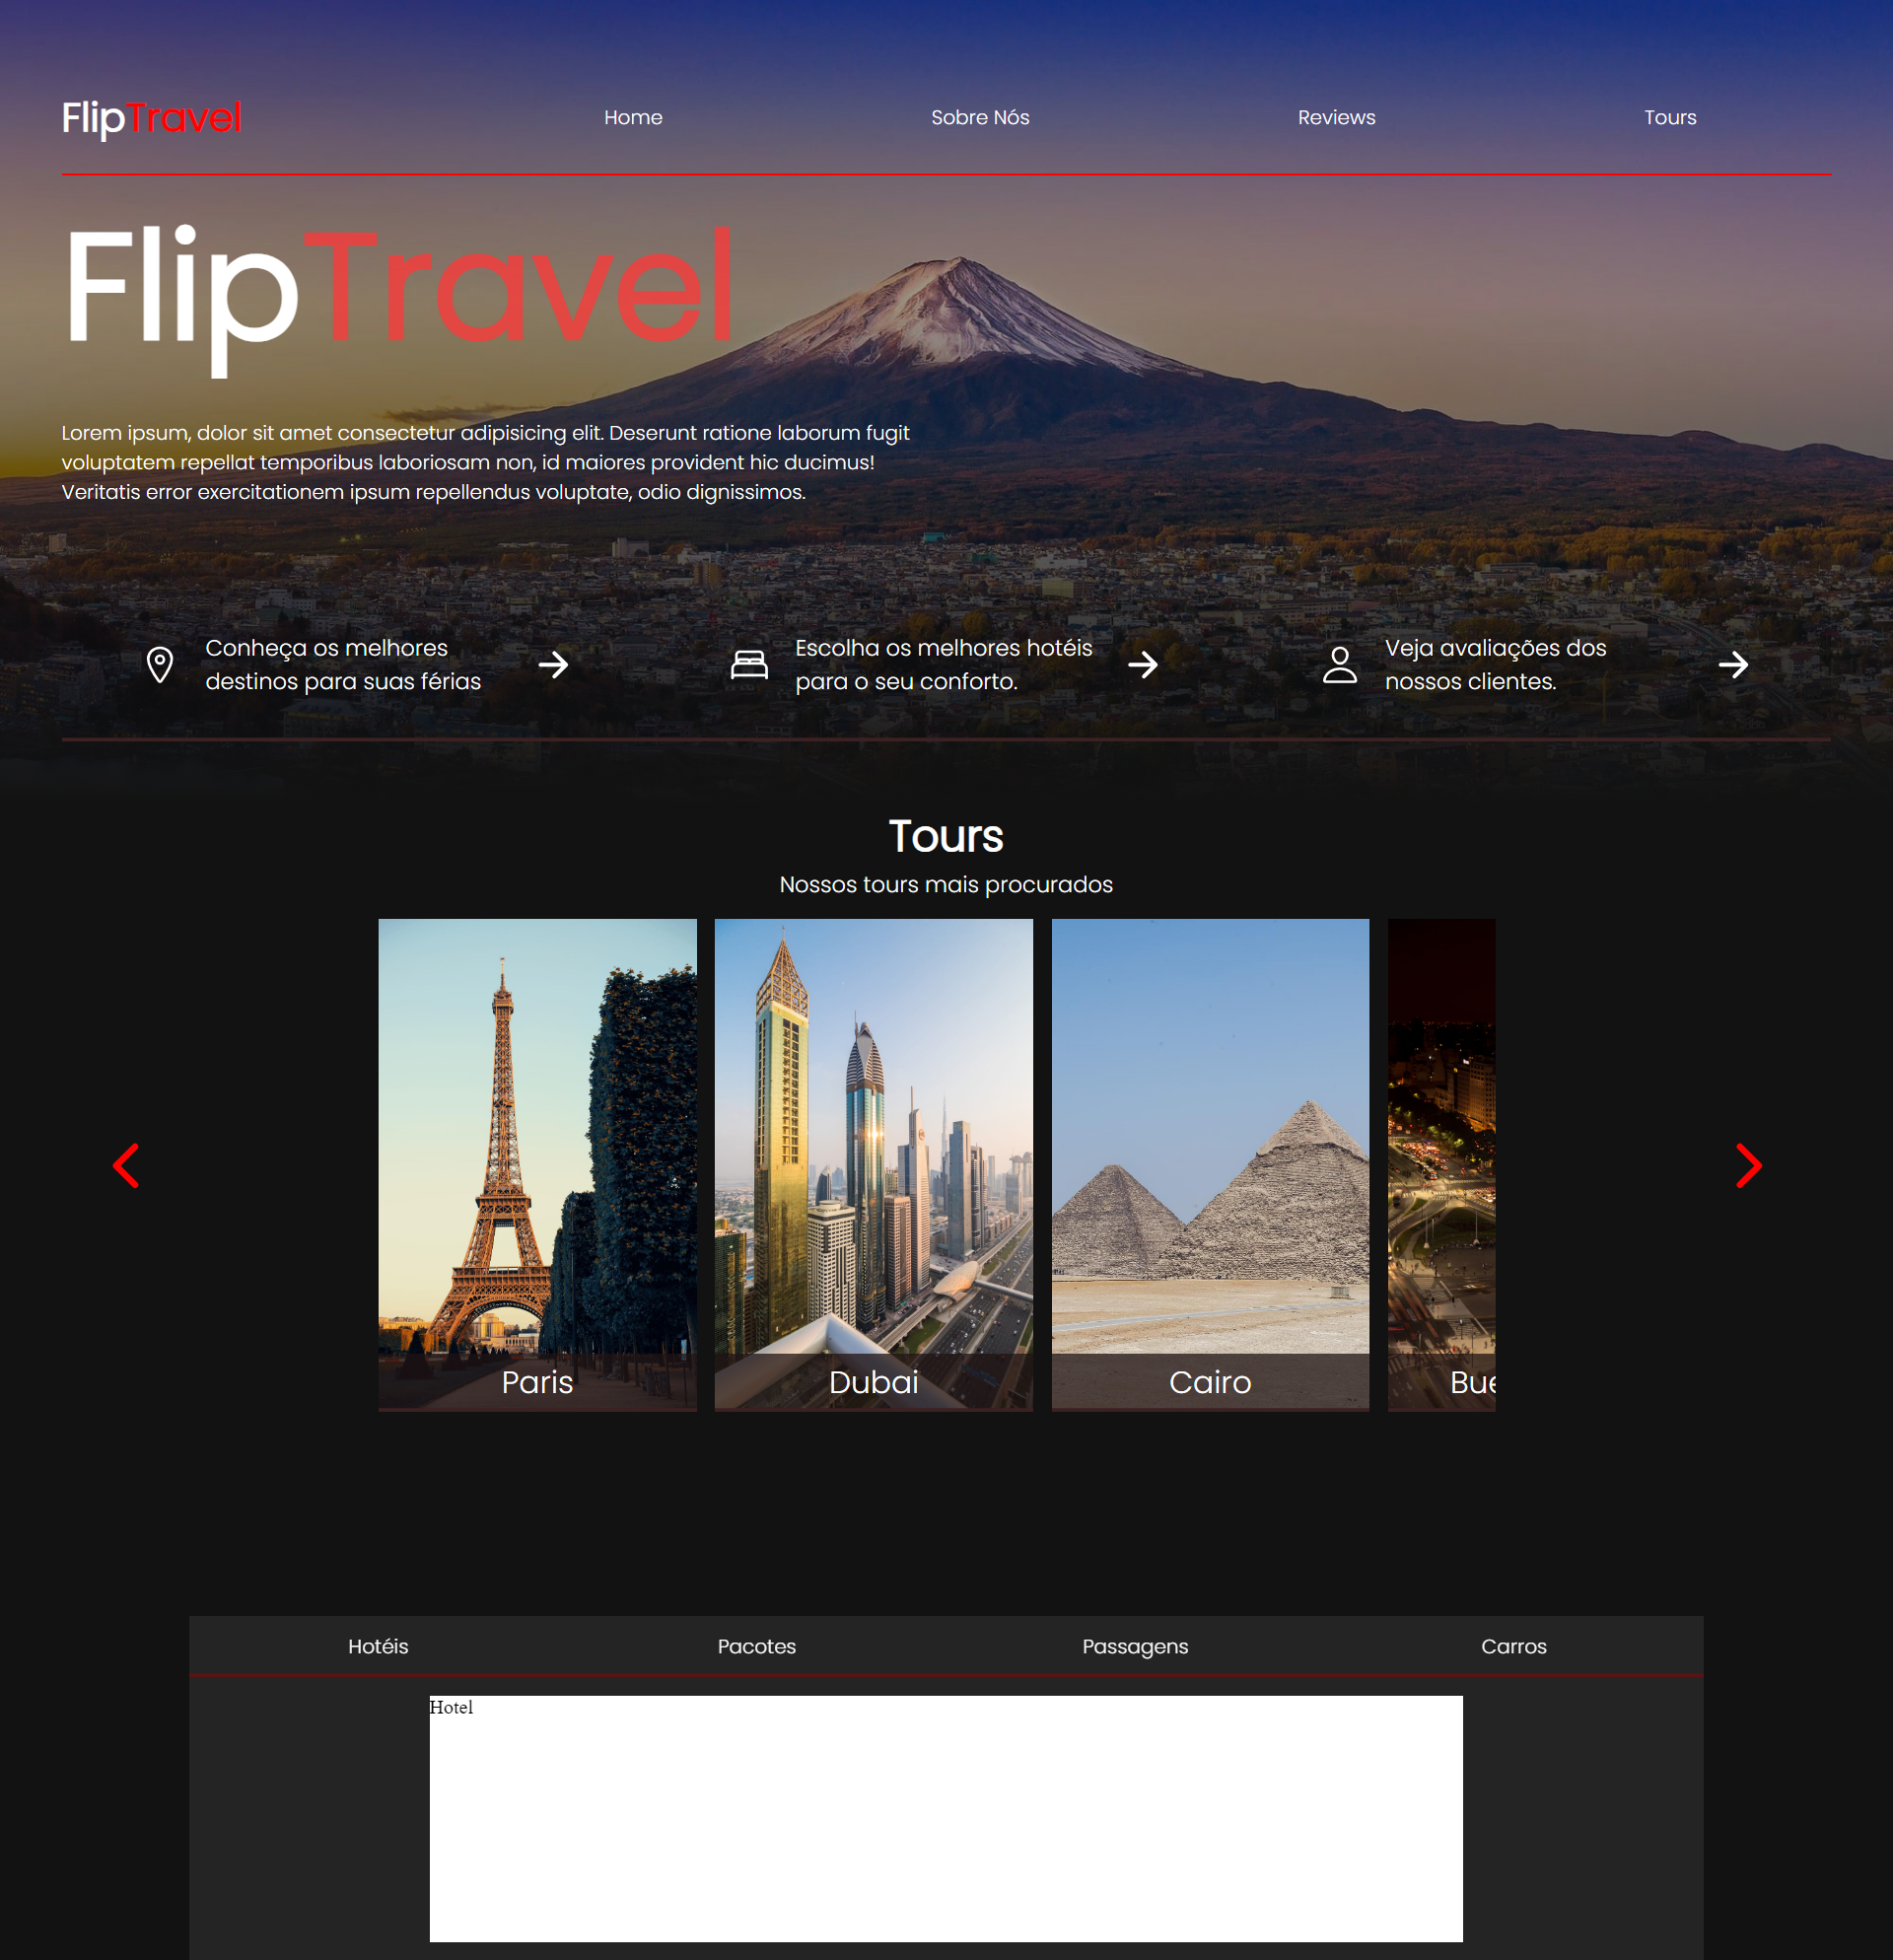 FlipTravel
Home
Sobre Nós
Reviews
Tours
FlipTravel
Lorem ipsum, dolor sit amet consectetur adipisicing elit. Deserunt ratione laborum fugit
voluptatem repellat temporibus laboriosam non, id maiores provident hic ducimus!
Veritatis error exercitationem ipsum repellendus voluptate, odio dignissimos.
Conheça os melhores
destinos para suas férias
Escolha os melhores hotéis
para o seu conforto.
Veja avaliações dos
nossos clientes.
Tours
Nossos tours mais procurados
Paris
Dubai
Cairo
Bue
Hotéis
Pacotes
Passagens
Carros
Hotel